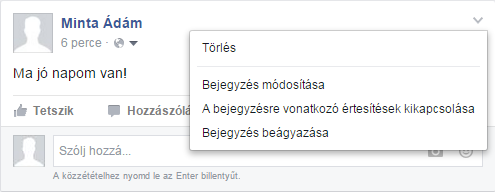 Minta Ádám
6 perce
Ma jó napom van!
Tetszik Hozzászólá
Törlés
Bejegyzés módosítása
A bejegyzésre vonatkozó értesítések kikapcsolása
Bejegyzés beágyazása
Szólj hozzá...
A közzétételhez nyomd le az Enter billentyűt.